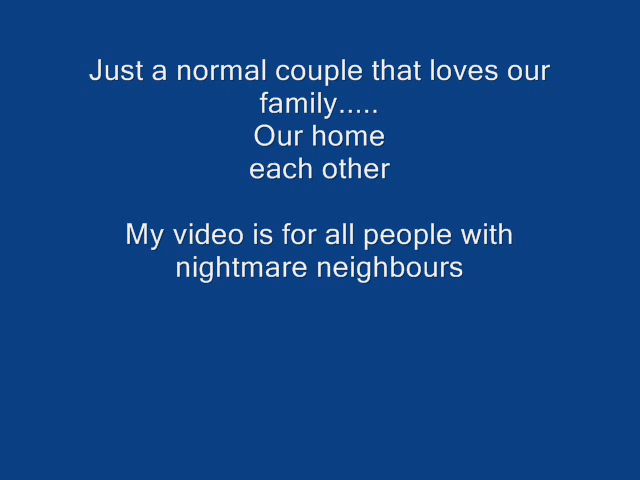 Just a normal couple that loves our
family.....
Our home
each other
My video is for all people with
nightmare neighbours